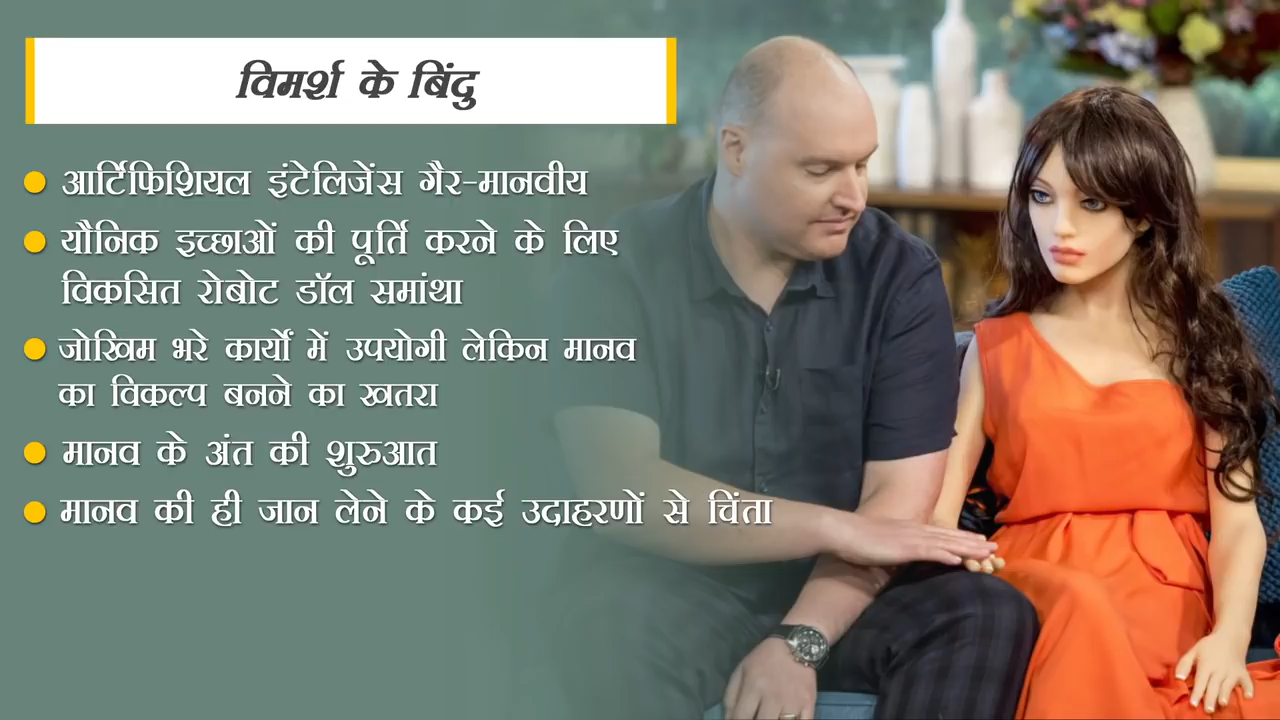 विमर्श के बिंदु
आर्टिफिशियल इंटेलिजेंस गैर-मानवीय
यौनिक इच्छाओं की पूर्ति करने के लिए
विकसित रोबोट डॉल समांथा
जोखिम भरे कार्यों में उपयोगी लेकिन मानव
का विकल्प बनने का खतरा
मानव के अंत की शुरुआत
मानव की ही जान लेने के कई उदाहरणों से चिंता